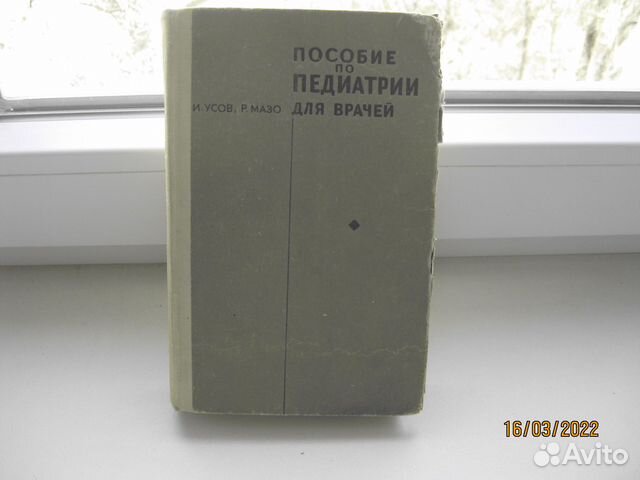 ПОСОБИЕ
ПО
ПЕДИАТРИИ
И. УСОВ, Р. МАЗО
ДЛЯ ВРАЧЕЙ
16/03/2022
Avito